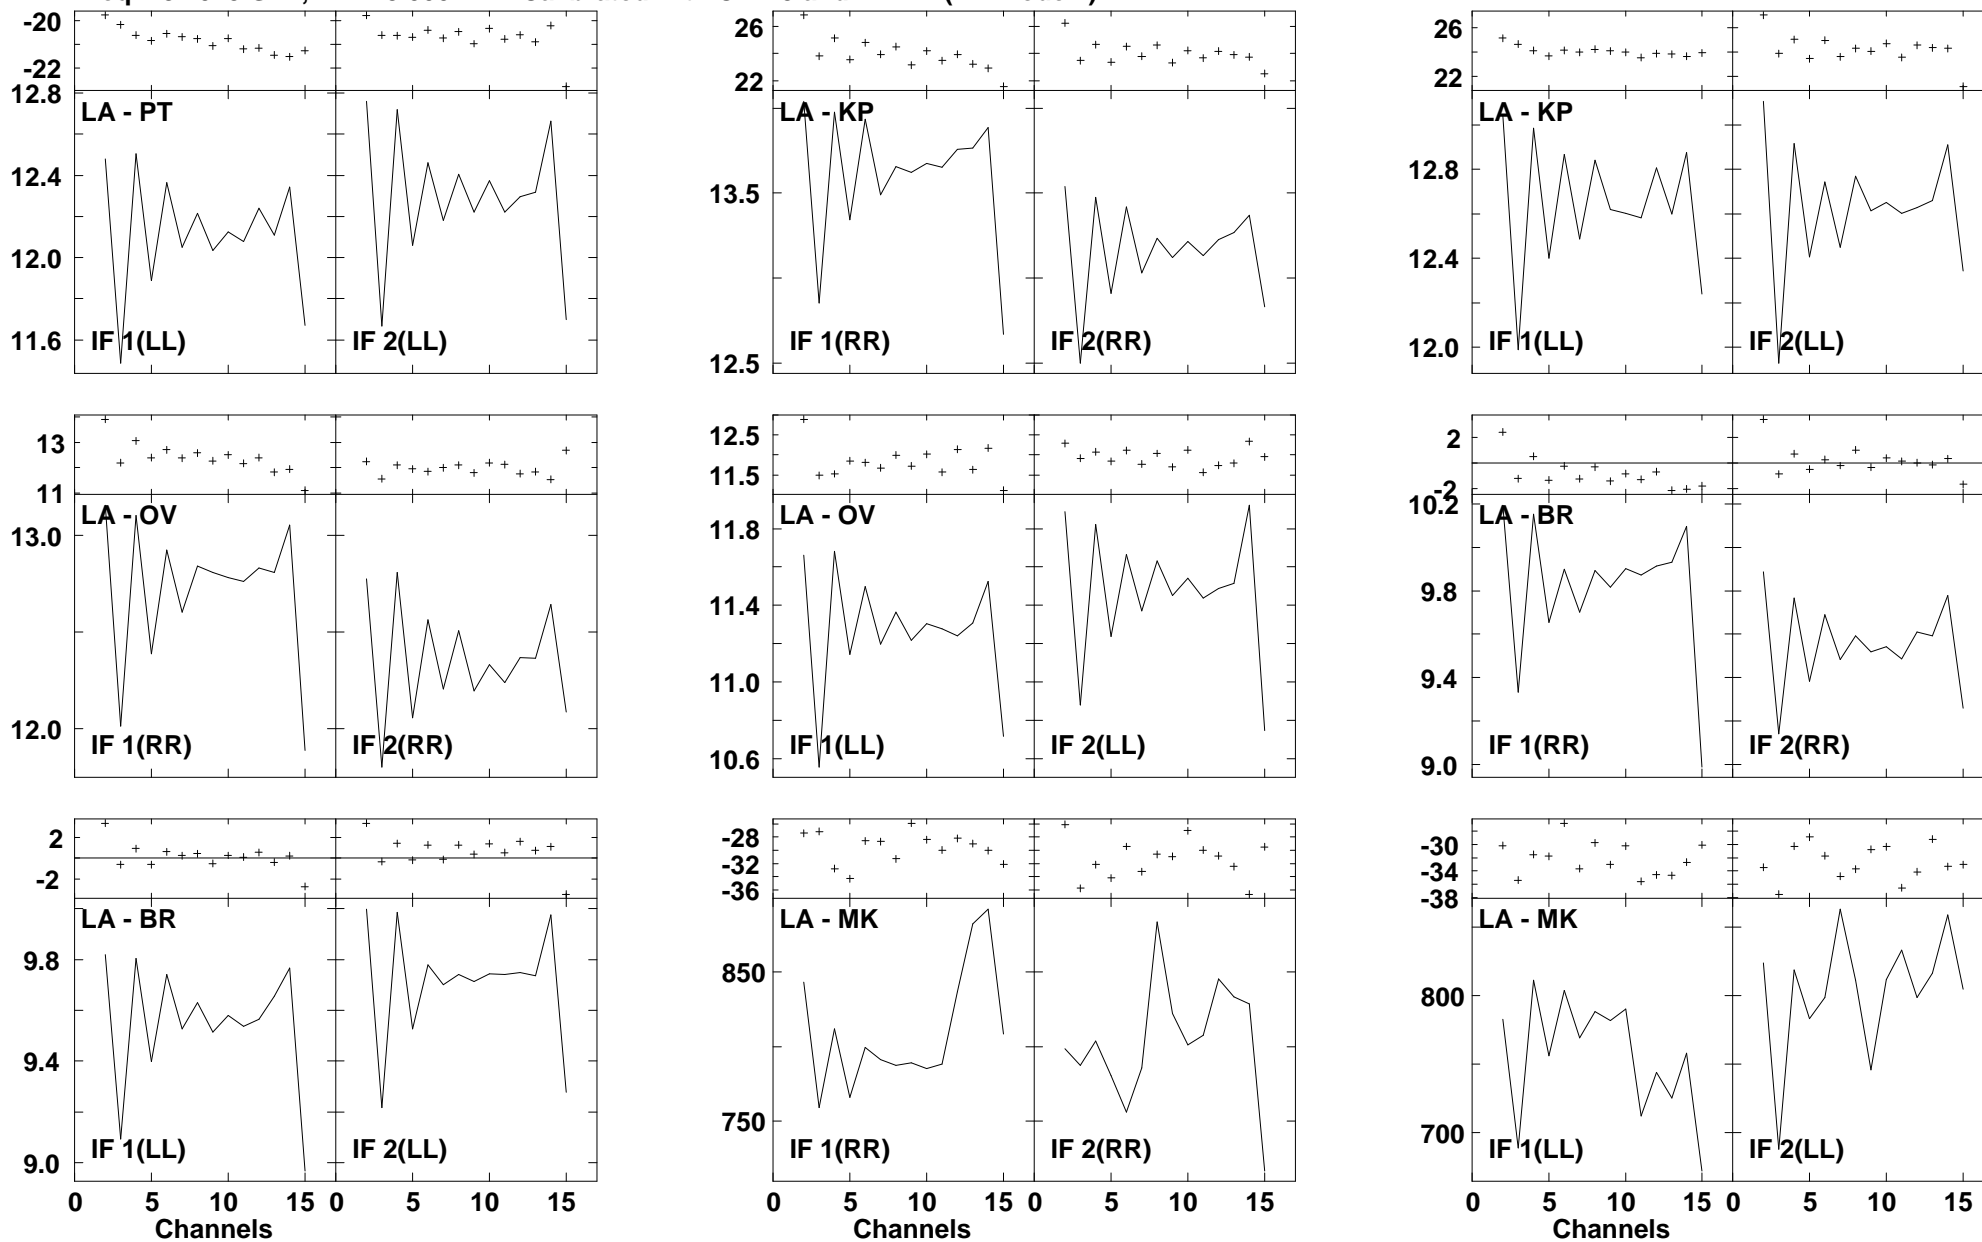 -20
-22
26
22
26
22
12.8
12.4
12.0
11.6
LA - PT
IF 1(LL)
IF 2(LL)
13.5
12.5
LA - KP
IF 1(RR)
IF 2(RR)
12.8
12.4
12.0
LA - KP
IF 1(LL)
IF 2(LL)
13
11
12.5
11.5
2
-2
13.0
12.0
LA - OV
IF 1(RR)
IF 2(RR)
11.8
11.4
11.0
10.6
LA - OV
IF 1(LL)
IF 2(LL)
10.2
9.8
9.4
9.0
LA - BR
IF 1(RR)
IF 2(RR)
2
-2
-28
-32
-36
-30
-34
-38
9.8
9.4
9.0
LA - BR
IF 1(LL)
IF 2(LL)
850
750
LA - MK
IF 1(RR)
IF 2(RR)
800
700
LA - MK
IF 1(LL)
IF 2(LL)
0 5 10 15 0 5 10 15
0 5 10 15 0 5 10 15
0 5 10 15 0 5 10 15
Channels
Channels
Channels